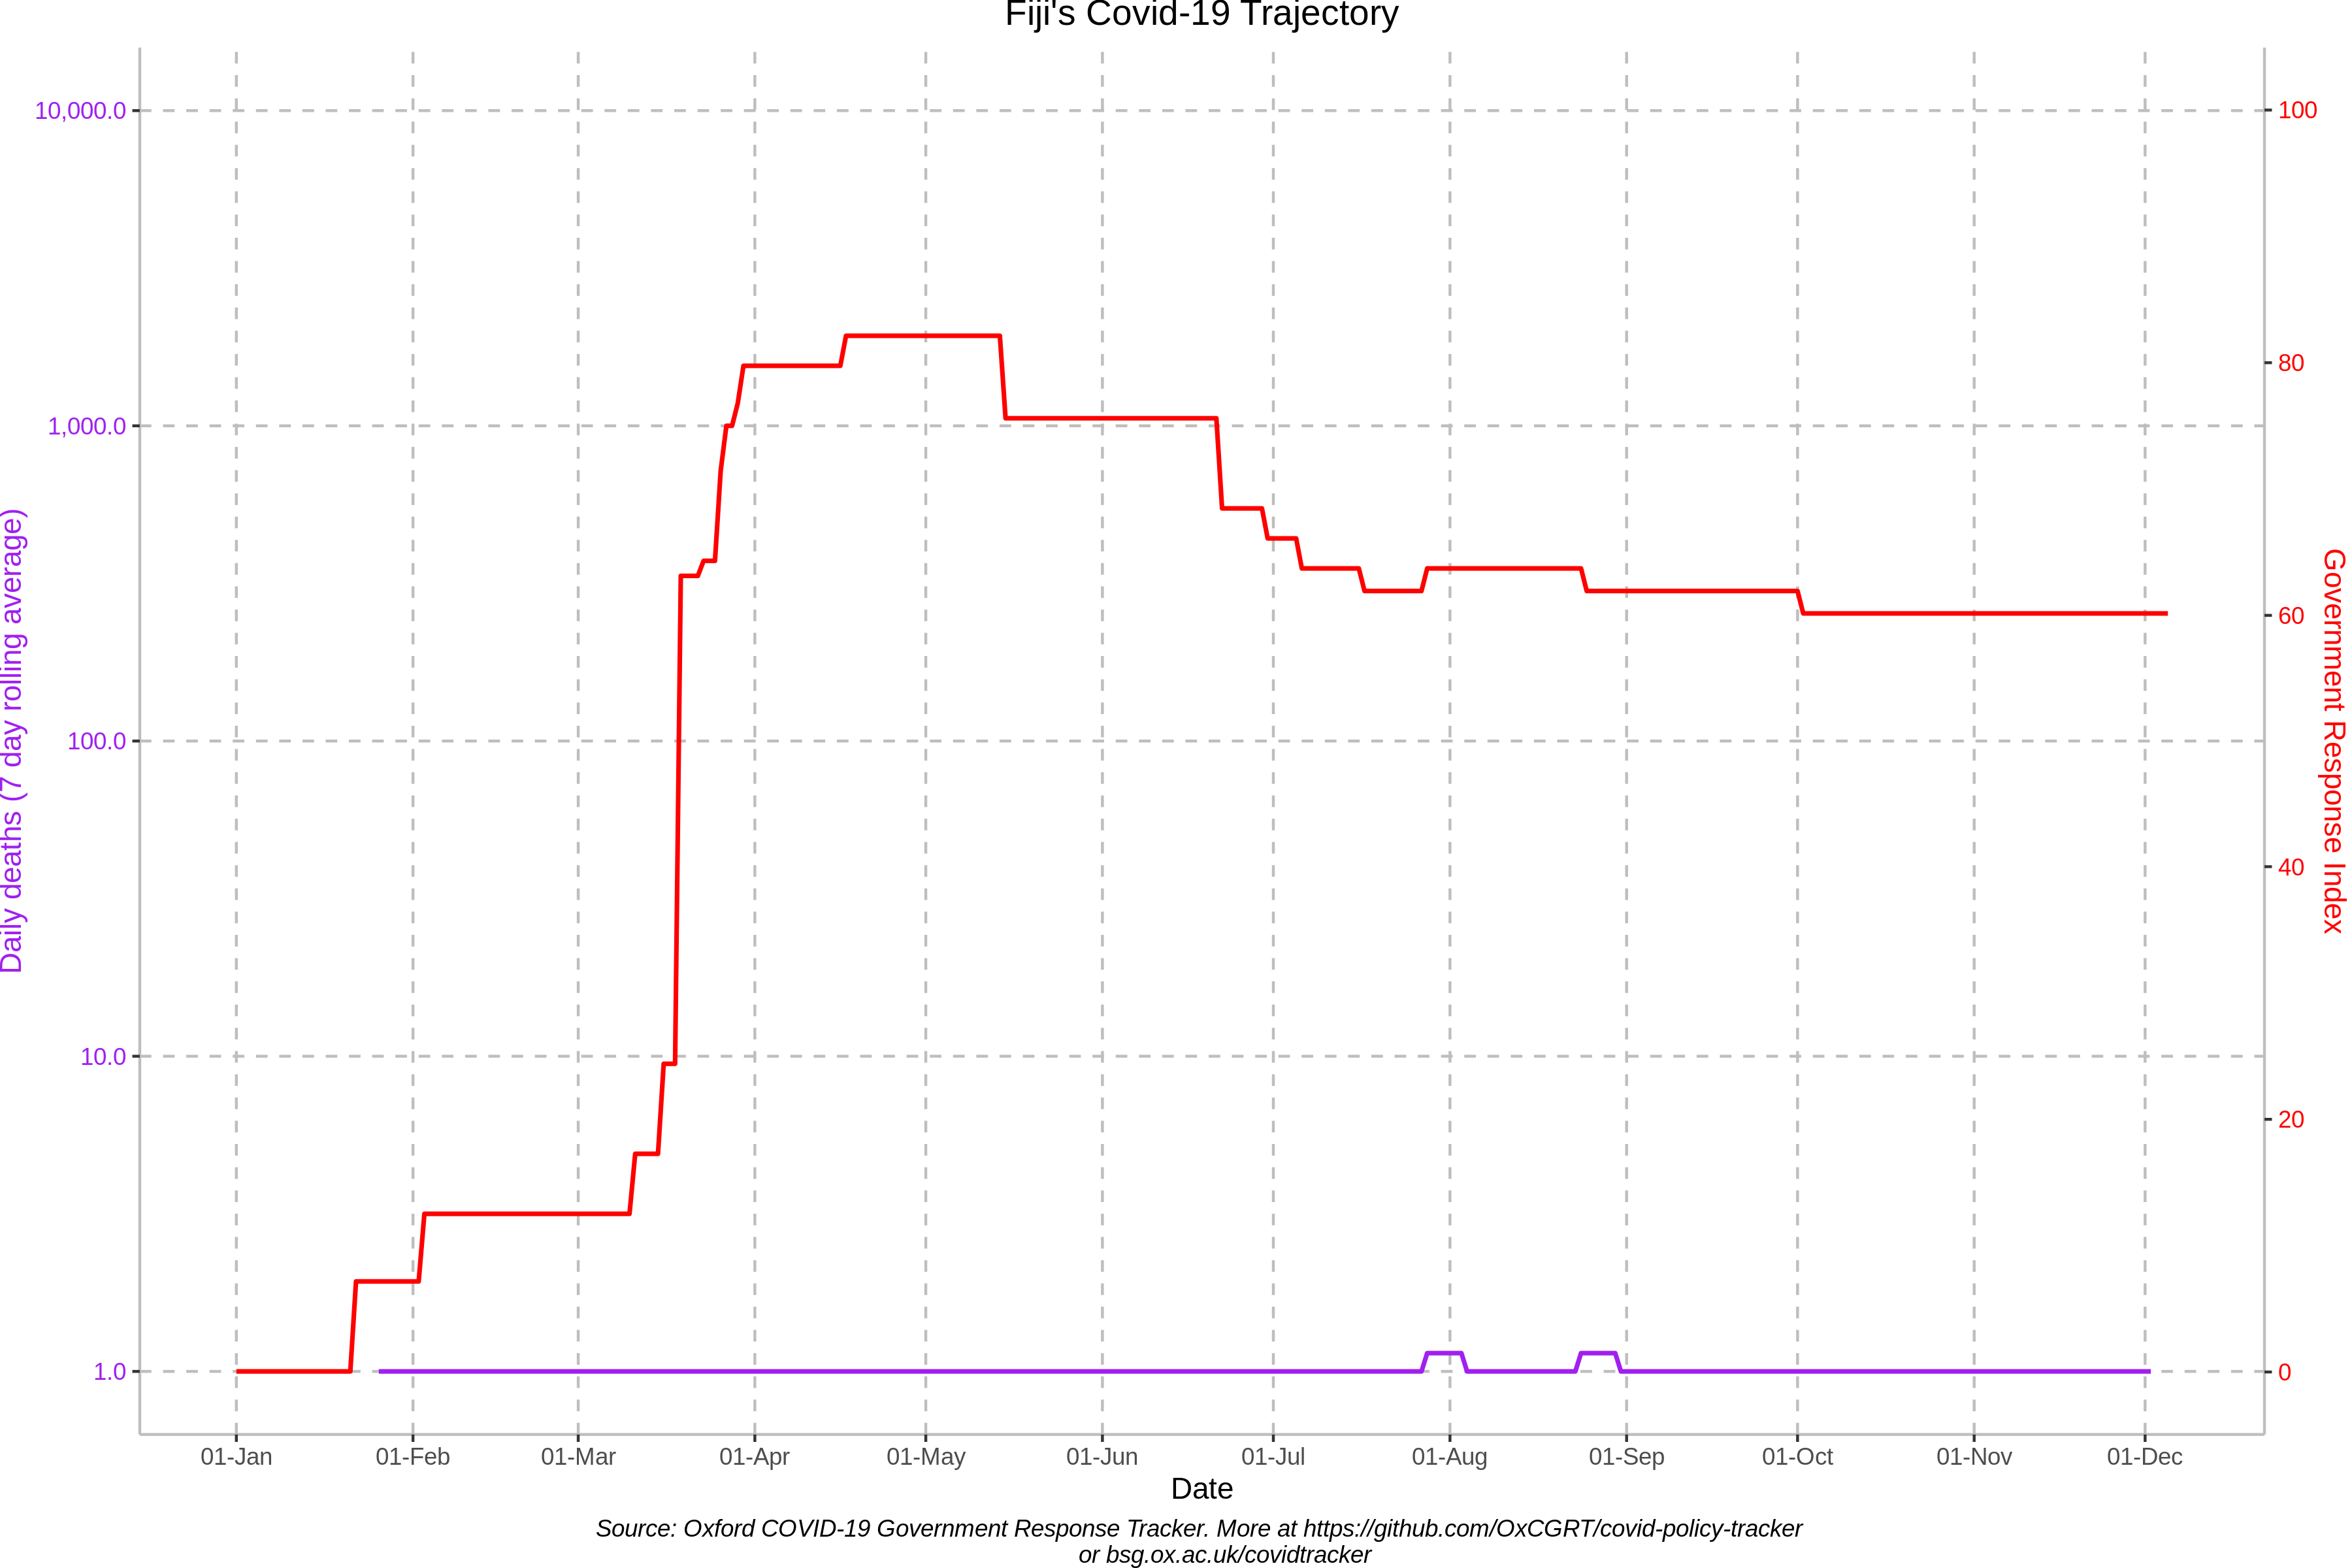 Fiji's Covid-19 Trajectory
10,000.0
1,000.0
100.0
10.0
1.0
Daily deaths (7 day rolling average)
100
80
60
40
20
0
Government Response Index
01-Jan 01-Feb 01-Mar 01-Apr 01-May 01-Jun 01-Jul 01-Aug 01-Sep 01-Oct 01-Nov 01-Dec
Date
Source: Oxford COVID-19 Government Response Tracker. More at https://github.com/OxCGRT/covid-policy-tracker
or bsg.ox.ac.uk/covidtracker